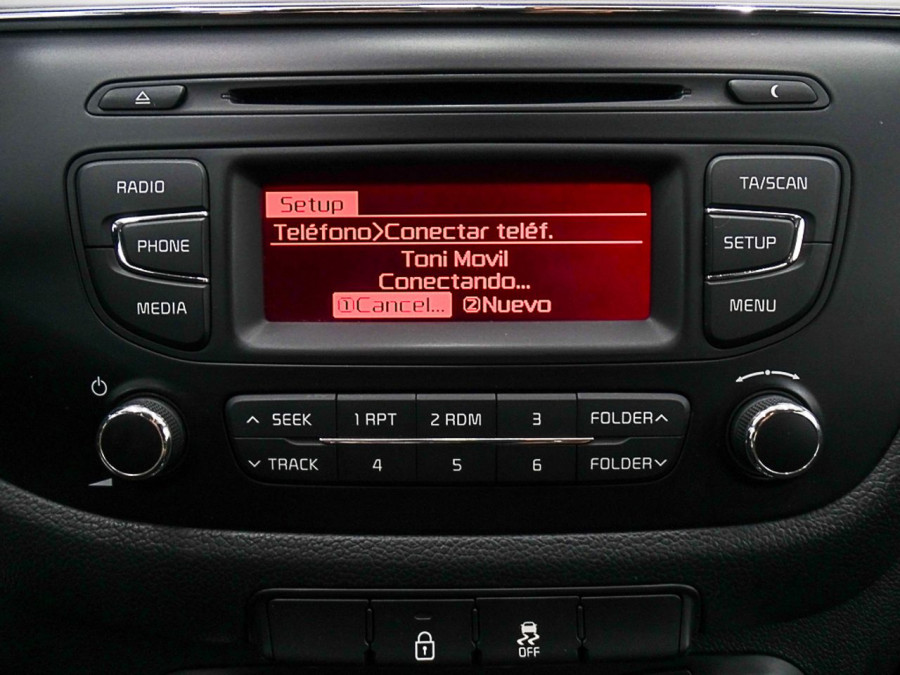 RADIO
PHONE
MEDIA
Setup
Teléfono>Conectar teléf.
Toni Movil
Conectando...
①Cancel... ②Nuevo
TA/SCAN
SETUP
MENU
SEEK 1 RPT 2 RDM 3 FOLDER
TRACK 4 5 6 FOLDER
OFF